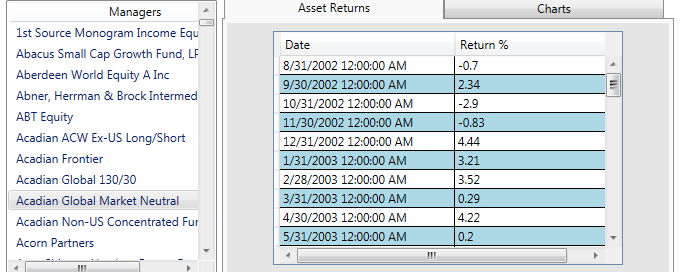 Managers
1st Source Monogram Income Equ
Abacus Small Cap Growth Fund, LP
Aberdeen World Equity A Inc
Abner, Herrman & Brock Intermed
ABT Equity
Acadian ACW Ex-US Long/Short
Acadian Frontier
Acadian Global 130/30
Acadian Global Market Neutral
Acadian Non-US Concentrated Fur
Acorn Partners
Asset Returns
Charts
Date Return %
8/31/2002 12:00:00 AM -0.7
9/30/2002 12:00:00 AM 2.34
10/31/2002 12:00:00 AM -2.9
11/30/2002 12:00:00 AM -0.83
12/31/2002 12:00:00 AM 4.44
1/31/2003 12:00:00 AM 3.21
2/28/2003 12:00:00 AM 3.52
3/31/2003 12:00:00 AM 0.29
4/30/2003 12:00:00 AM 4.22
5/31/2003 12:00:00 AM 0.2